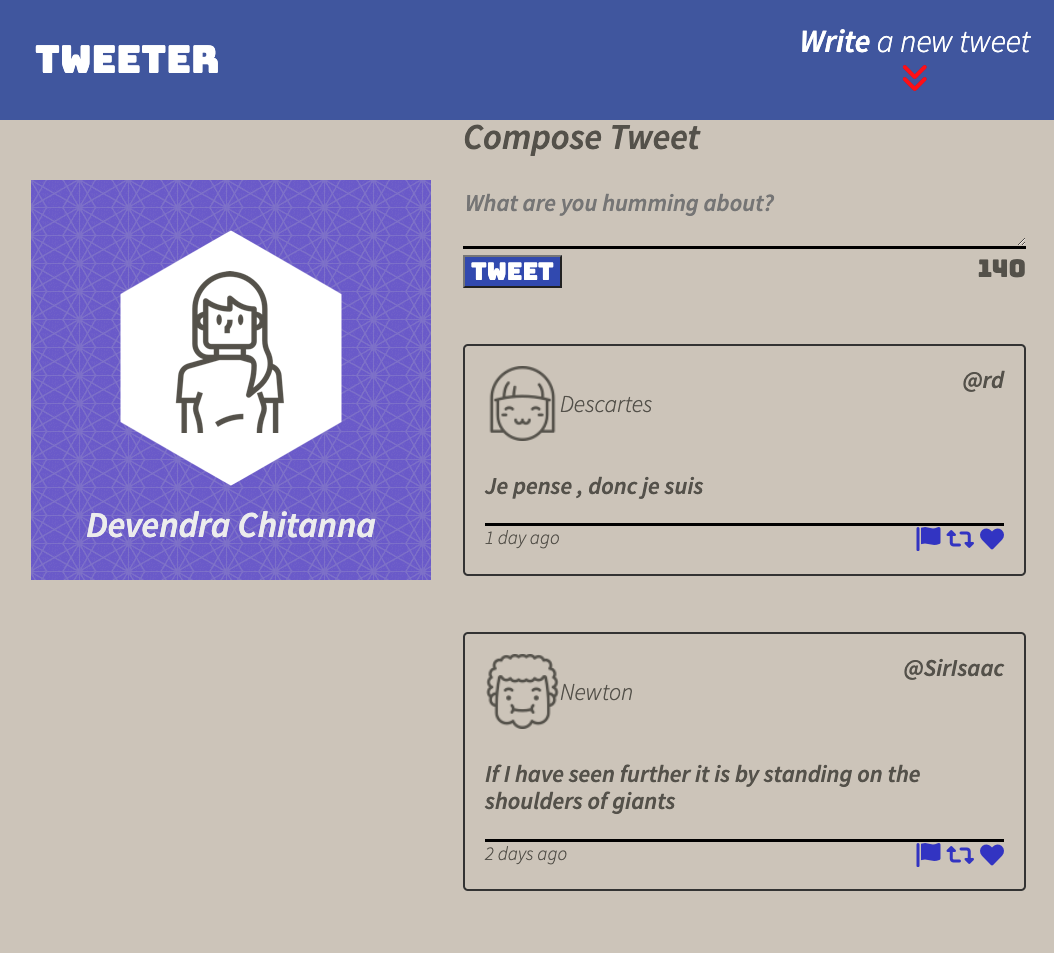 TWEETER
Write a new tweet
Compose Tweet
What are you humming about?
TWEET
140
Devendra Chitanna
Descartes
@rd
Je pense , donc je suis
1 day ago
Newton
@SirIsaac
If I have seen further it is by standing on the
shoulders of giants
2 days ago